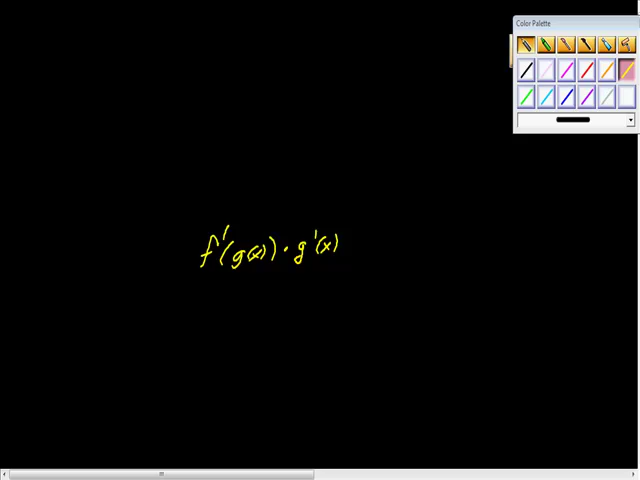 Color Palette
f'(g(x)) • g'(x)